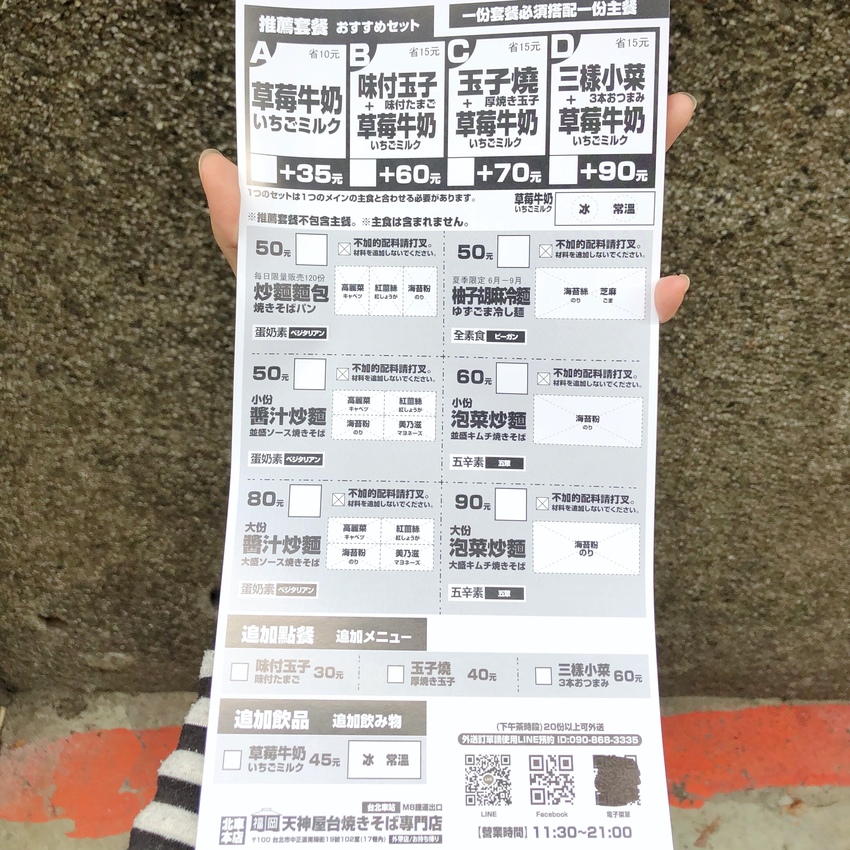 推薦套餐 おすすめセット
一份套餐必須搭配一份主餐
A 省10元
草莓牛奶
いちごミルク
+35元
B 省15元
味付玉子
+ 味付たまご
草莓牛奶
いちごミルク
+60元
C 省15元
玉子燒
+ 厚焼き玉子
草莓牛奶
いちごミルク
+70元
D 省15元
三樣小菜
+ 3本おつまみ
草莓牛奶
いちごミルク
+90元
1つのセットは1つのメインの主食と合わせる必要があります。
草莓牛奶
いちごミルク
冰 常溫
※推薦套餐不包含主餐。※主食は含まれません。
50元
不加的配料請打叉。
材料を追加しないでください。
每日限量販売120份
炒麵麵包
焼きそばパン
高麗菜 紅薑絲 海苔粉
キャベツ 紅しょうが のり
蛋奶素 ベジタリアン
50元
不加的配料請打叉。
材料を追加しないでください。
夏季限定 6月－9月
柚子胡麻冷麵
ゆずごま冷し麺
海苔絲 芝麻
のり ごま
全素食 ビーガン
50元
不加的配料請打叉。
材料を追加しないでください。
小份
醬汁炒麵
並盛ソース焼きそば
高麗菜 紅薑絲
キャベツ 紅しょうが
海苔粉 美乃滋
のり マヨネーズ
蛋奶素 ベジタリアン
60元
不加的配料請打叉。
材料を追加しないでください。
小份
泡菜炒麵
並盛キムチ焼きそば
海苔粉
のり
五辛素 五葷
80元
不加的配料請打叉。
材料を追加しないでください。
大份
醬汁炒麵
大盛ソース焼きそば
高麗菜 紅薑絲
キャベツ 紅しょうが
海苔粉 美乃滋
のり マヨネーズ
蛋奶素 ベジタリアン
90元
不加的配料請打叉。
材料を追加しないでください。
大份
泡菜炒麵
大盛キムチ焼きそば
海苔粉
のり
五辛素 五葷
追加點餐 追加メニュー
味付玉子 30元
味付たまご
玉子燒 40元
厚焼き玉子
三樣小菜 60元
3本おつまみ
追加飲品 追加飲み物
草莓牛奶 45元
いちごミルク
冰 常溫
(下午茶時段)20份以上可外送
外送訂單請使用LINE預約 ID:090-868-3335
LINE Facebook 電子菜單
【営業時間】11:30~21:00
台北車站 M8捷運出口
北車本店 福岡 天神屋台焼きそば專門店
〒100 台北市中正區南陽街19號102室(17巷內) 外帶店/お持ち帰り